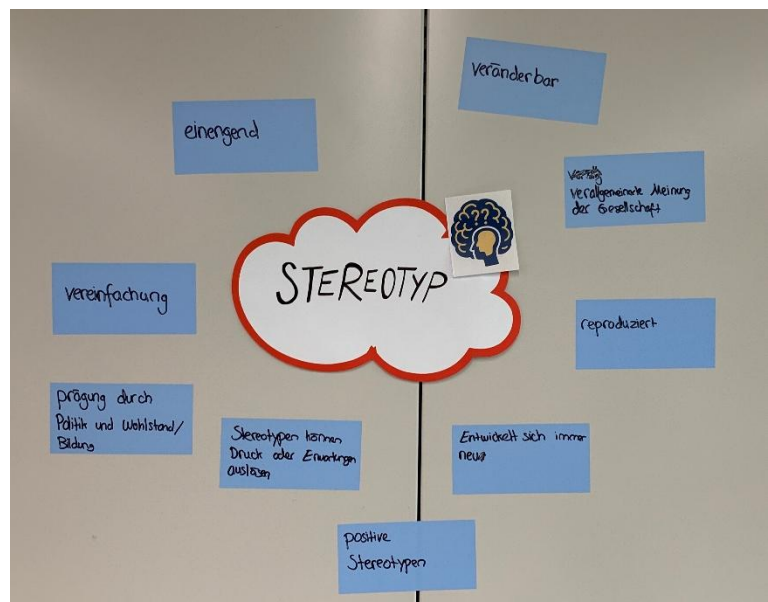 veränderbar
einengend
verallgemeinerte Meinung
der Gesellschaft
STEREOTYP
??
vereinfachung
reproduziert
prägung durch
Politik und Wohlstand/
Bildung
Stereotypen können
Druck oder Erwartungen
auslösen
Entwickelt sich immer
neu
positive
Stereotypen